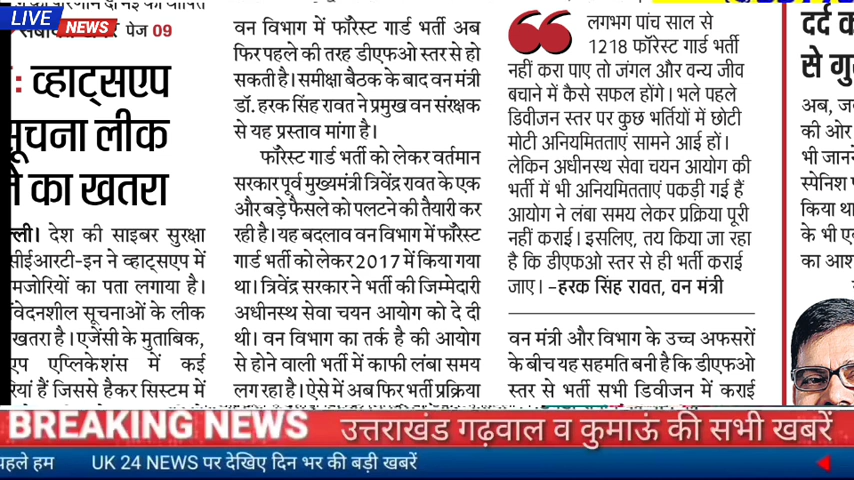 LIVE
NEWS
पेज 09
व्हाट्सएप
सूचना लीक
का खतरा
देश की साइबर सुरक्षा
सीईआरटी-इन ने व्हाट्सएप में
का पता लगाया है।
सूचनाओं के लीक
खतरा है। एजेंसी के मुताबिक,
एप्लिकेशंस में कई
हैं जिससे हैकर सिस्टम में
वन विभाग में फॉरेस्ट गार्ड भर्ती अब
फिर पहले की तरह डीएफओ स्तर से हो
सकती है। समीक्षा बैठक के बाद वन मंत्री
डॉ. हरक सिंह रावत ने प्रमुख वन संरक्षक
से यह प्रस्ताव मांगा है।
फॉरेस्ट गार्ड भर्ती को लेकर वर्तमान
सरकार पूर्व मुख्यमंत्री त्रिवेंद्र रावत के एक
और बड़े फैसले को पलटने की तैयारी कर
रही है। यह बदलाव वन विभाग में फॉरेस्ट
गार्ड भर्ती को लेकर 2017 में किया गया
था। त्रिवेंद्र सरकार ने भर्ती की जिम्मेदारी
अधीनस्थ सेवा चयन आयोग को दे दी
थी। वन विभाग का तर्क है की आयोग
से होने वाली भर्ती में काफी लंबा समय
लग रहा है। ऐसे में अब फिर भर्ती प्रक्रिया
लगभग पांच साल से
1218 फॉरेस्ट गार्ड भर्ती
नहीं करा पाए तो जंगल और वन्य जीव
बचाने में कैसे सफल होंगे। भले पहले
डिवीजन स्तर पर कुछ भर्तियों में छोटी
मोटी अनियमितताएं सामने आई हों।
लेकिन अधीनस्थ सेवा चयन आयोग की
भर्ती में भी अनियमितताएं पकड़ी गई हैं
आयोग ने लंबा समय लेकर प्रक्रिया पूरी
नहीं कराई। इसलिए, तय किया जा रहा
है कि डीएफओ स्तर से ही भर्ती कराई
जाए। -हरक सिंह रावत, वन मंत्री
वन मंत्री और विभाग के उच्च अफसरों
के बीच यह सहमति बनी है कि डीएफओ
स्तर से भर्ती सभी डिवीजन में कराई
दर्द
से
अब,
की ओर
भी जानने
स्पेनिश
किया था
के भी
का
BREAKING NEWS
उत्तराखंड गढ़वाल व कुमाऊं की सभी खबरें
पहले हम UK 24 NEWS पर देखिए दिन भर की बड़ी खबरें